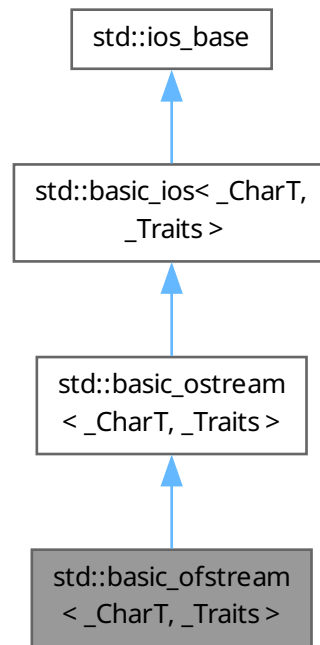 std::ios_base
std::basic_ios< _CharT,
_Traits >
std::basic_ostream
< _CharT, _Traits >
std::basic_ofstream
< _CharT, _Traits >